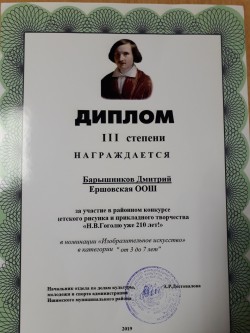 ДИПЛОМ
III степени
НАГРАЖДАЕТСЯ
Барышников Дмитрий
Ершовская ООШ
за участие в районном конкурсе
детского рисунка и прикладного творчества
«Н.В.Гоголю уже 210 лет!»
в номинации «Изобразительное искусство»
в категории " от 3 до 7 лет"
Начальник отдела по делам культуры,
молодежи и спорта администрации
муниципального района
2019